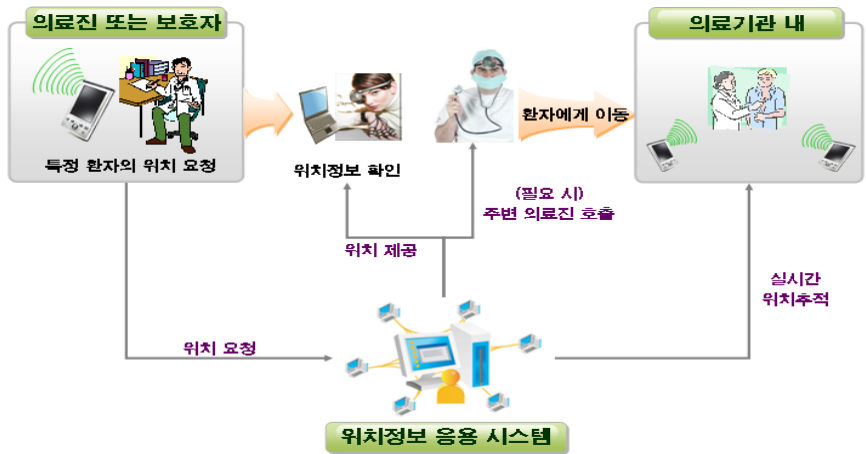 의료진 또는 보호자
의료기관 내
환자에게 이동
특정 환자의 위치 요청
위치정보 확인
(필요 시)
주변 의료진 호출
위치 제공
실시간
위치추적
위치 요청
위치정보 응용 시스템